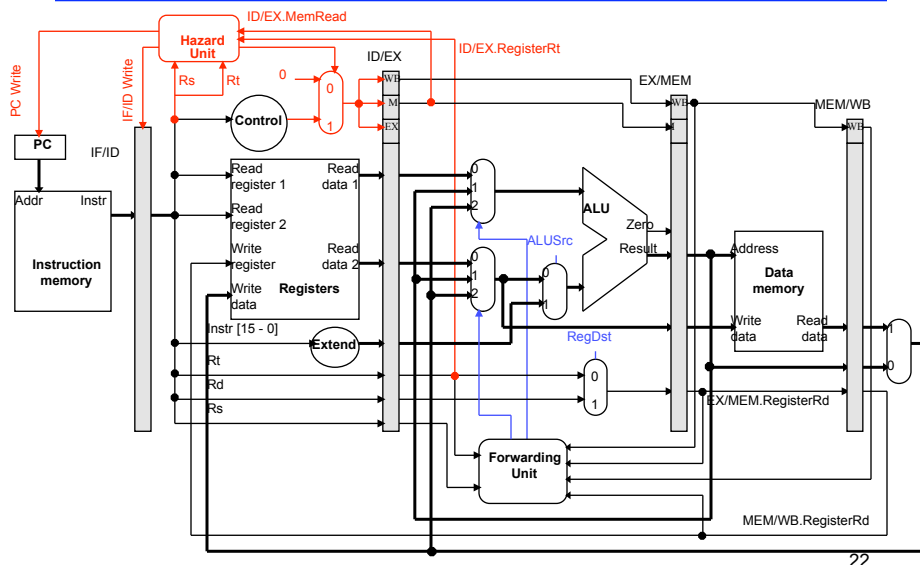 ID/EX.MemRead
Hazard
Unit
ID/EX.RegisterRt
ID/EX
PC Write
IF/ID Write
Rs
Rt
0
0
1
WB
M
EX
EX/MEM
WB
MEM/WB
WB
Control
PC
IF/ID
Addr
Instr
Instruction
memory
Read
register 1
Read
data 1
Read
register 2
Write
register
Read
data 2
Write
data
Registers
0
1
2
0
1
2
ALU
Zero
Result
ALUSrc
0
1
Address
Data
memory
Write
data
Read
data
1
0
Instr [15 - 0]
Extend
RegDst
Rt
Rd
Rs
0
1
EX/MEM.RegisterRd
Forwarding
Unit
MEM/WB.RegisterRd
22